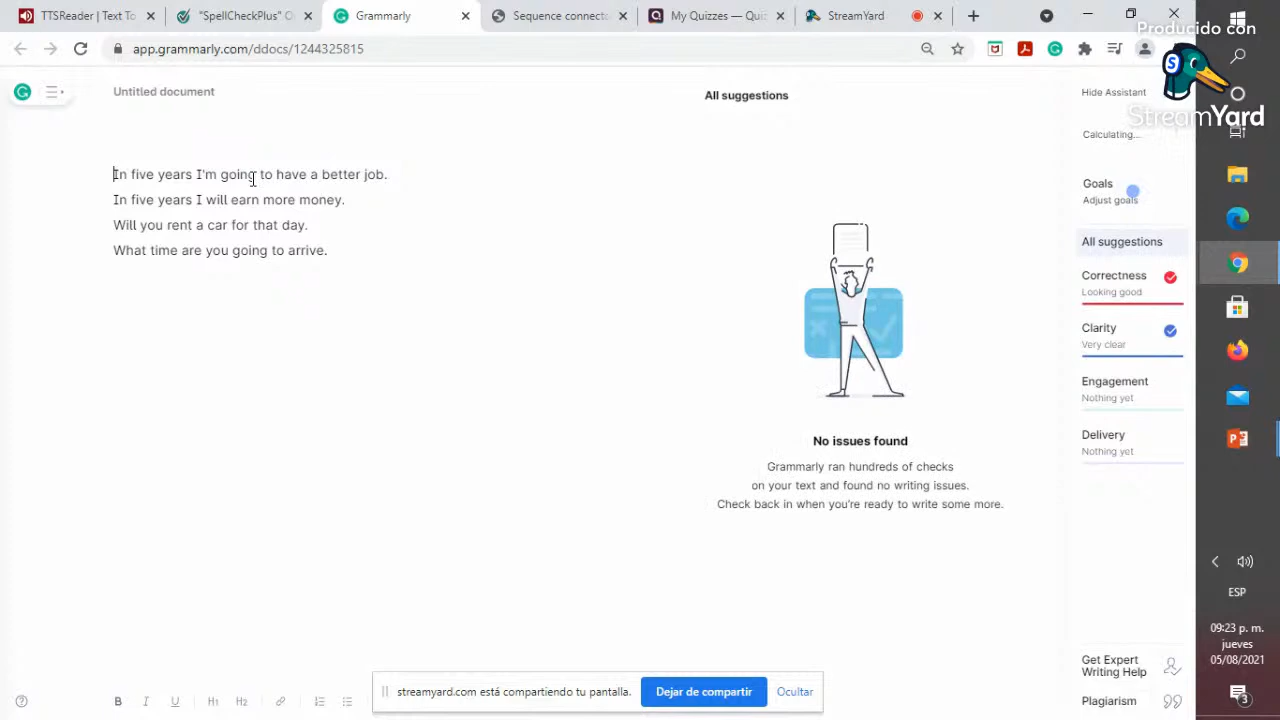 TTSReader | Text To
"SpellCheckPlus" O
Grammarly
Sequence connecto
My Quizzes — Quiz
StreamYard
app.grammarly.com/ddocs/1244325815
Producido con
StreamYard
Untitled document
All suggestions
Hide Assistant
Calculating...
In five years I'm going to have a better job.
In five years I will earn more money.
Will you rent a car for that day.
What time are you going to arrive.
Goals
Adjust goals
All suggestions
Correctness
Looking good
Clarity
Very clear
Engagement
Nothing yet
Delivery
Nothing yet
No issues found
Grammarly ran hundreds of checks
on your text and found no writing issues.
Check back in when you're ready to write some more.
Get Expert
Writing Help
Plagiarism
B I U H1 H2
streamyard.com está compartiendo tu pantalla.
Dejar de compartir
Ocultar
ESP
09:23 p. m.
jueves
05/08/2021
3